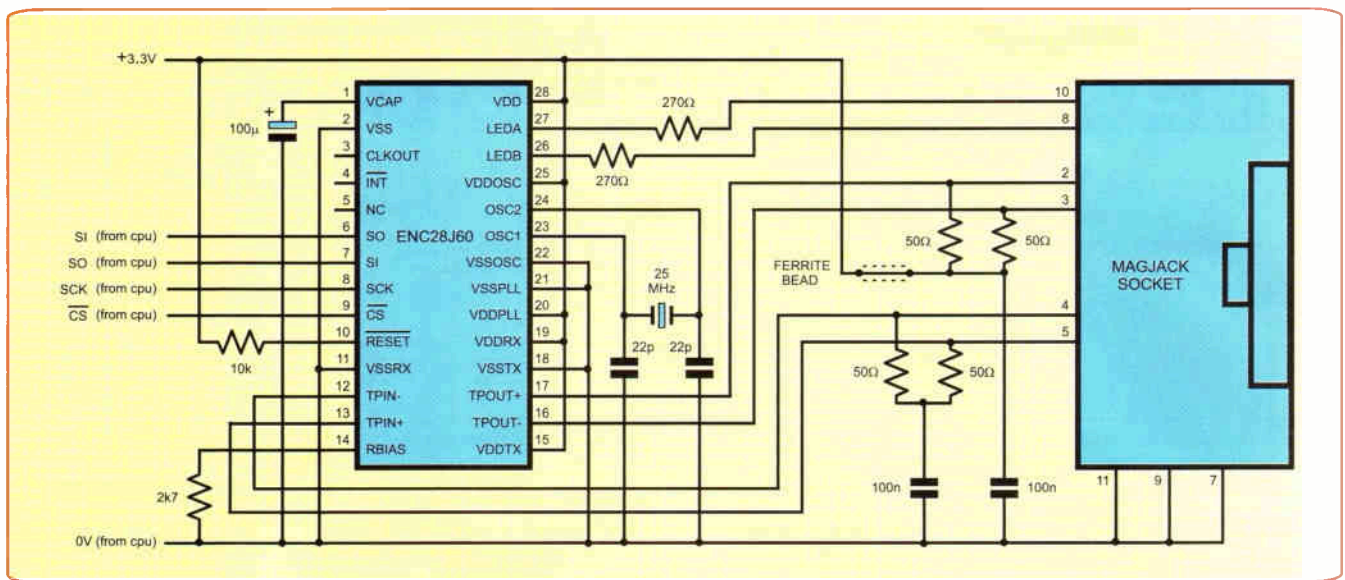 +3.3V
100µ
+
1 VCAP
2 VSS
3 CLKOUT
4 INT
5 NC
6 SO
7 SI
8 SCK
9 CS
10 RESET
11 VSSRX
12 TPIN-
13 TPIN+
14 RBIAS
ENC28J60
VDD 28
LEDA 27
LEDB 26
VDDOSC 25
OSC2 24
OSC1 23
VSSOSC 22
VSSPLL 21
VDDPLL 20
VDDRX 19
VSSTX 18
TPOUT+ 17
TPOUT- 16
VDDTX 15
SI (from cpu)
SO (from cpu)
SCK (from cpu)
CS (from cpu)
10k
2k7
0V (from cpu)
270Ω
270Ω
25
MHz
22p
22p
FERRITE
BEAD
50Ω
50Ω
50Ω
50Ω
100n
100n
10
8
2
3
4
5
MAGJACK
SOCKET
11
9
7